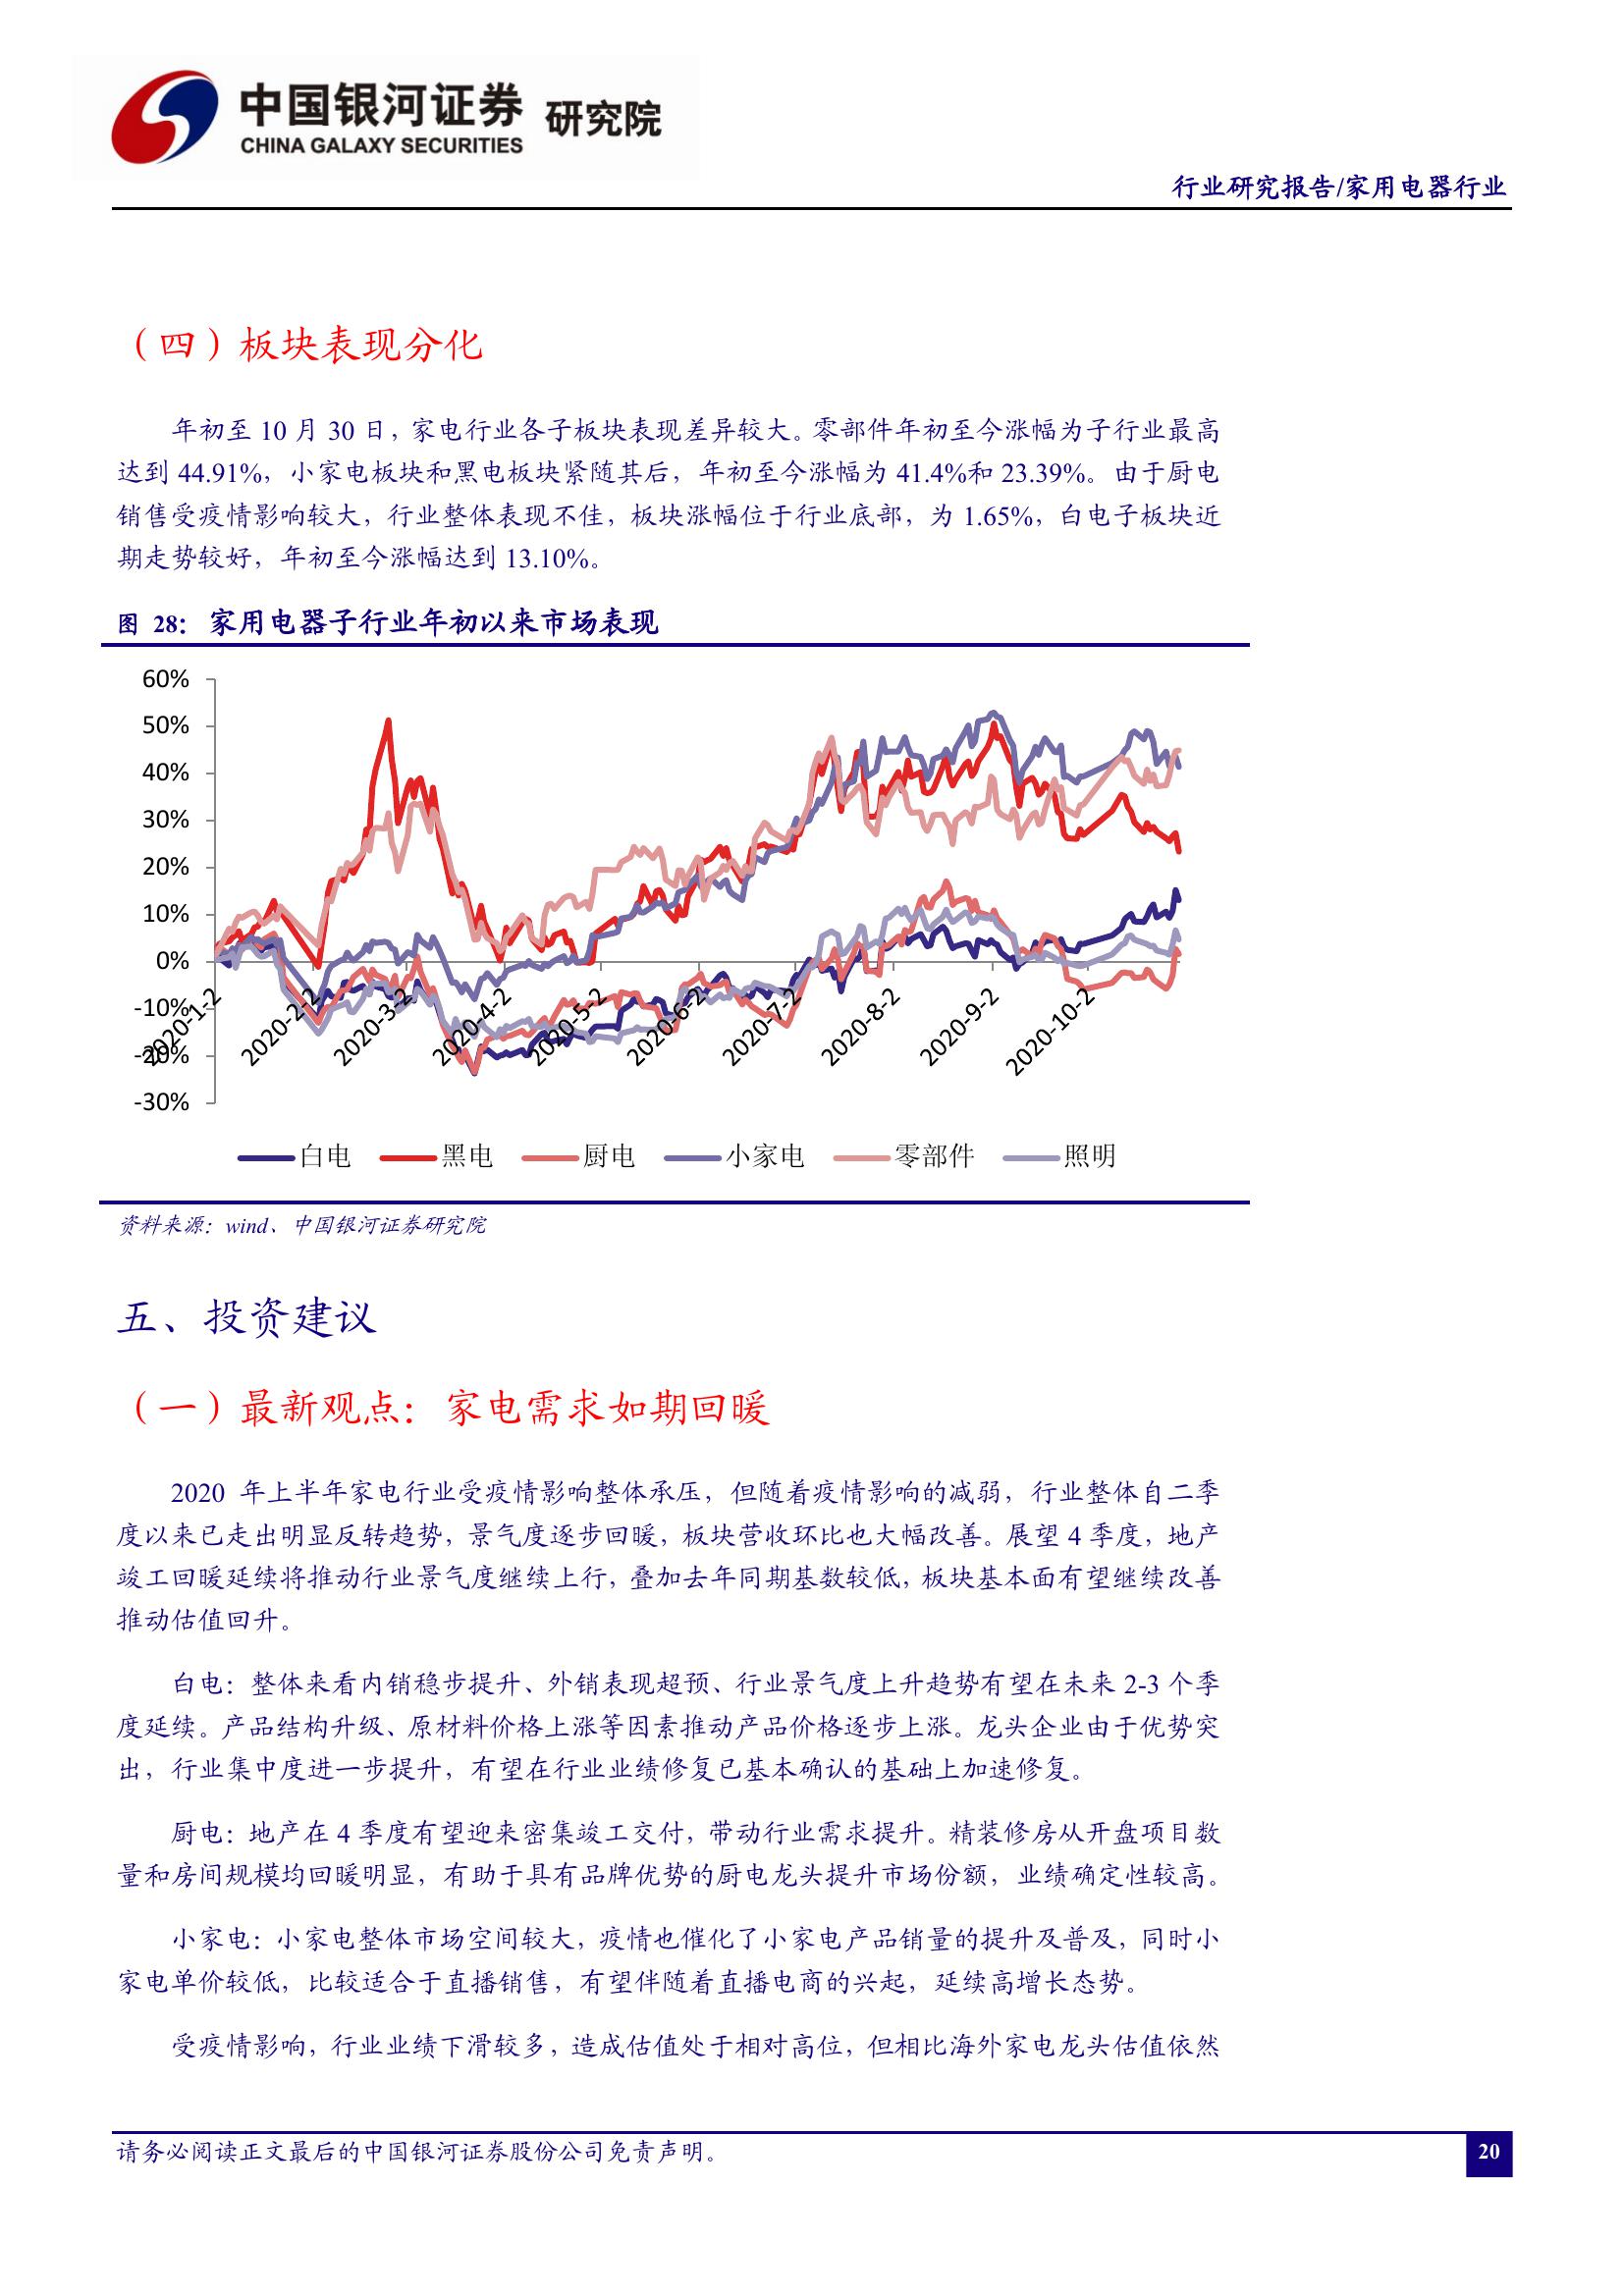 中国银河证券 研究院
CHINA GALAXY SECURITIES
行业研究报告/家用电器行业
（四）板块表现分化
年初至 10 月 30 日，家电行业各子板块表现差异较大。零部件年初至今涨幅为子行业最高
达到 44.91%，小家电板块和黑电板块紧随其后，年初至今涨幅为 41.4%和 23.39%。由于厨电
销售受疫情影响较大，行业整体表现不佳，板块涨幅位于行业底部，为 1.65%，白电子板块近
期走势较好，年初至今涨幅达到 13.10%。
图 28：家用电器子行业年初以来市场表现
60%
50%
40%
30%
20%
10%
0%
-10%
-20%
-30%
2020-1-2
2020-2-2
2020-3-2
2020-4-2
2020-5-2
2020-6-2
2020-7-2
2020-8-2
2020-9-2
2020-10-2
白电 黑电 厨电 小家电 零部件 照明
资料来源：wind、中国银河证券研究院
五、投资建议
（一）最新观点：家电需求如期回暖
2020 年上半年家电行业受疫情影响整体承压，但随着疫情影响的减弱，行业整体自二季
度以来已走出明显反转趋势，景气度逐步回暖，板块营收环比也大幅改善。展望 4 季度，地产
竣工回暖延续将推动行业景气度继续上行，叠加去年同期基数较低，板块基本面有望继续改善
推动估值回升。
白电：整体来看内销稳步提升、外销表现超预、行业景气度上升趋势有望在未来 2-3 个季
度延续。产品结构升级、原材料价格上涨等因素推动产品价格逐步上涨。龙头企业由于优势突
出，行业集中度进一步提升，有望在行业业绩修复已基本确认的基础上加速修复。
厨电：地产在 4 季度有望迎来密集竣工交付，带动行业需求提升。精装修房从开盘项目数
量和房间规模均回暖明显，有助于具有品牌优势的厨电龙头提升市场份额，业绩确定性较高。
小家电：小家电整体市场空间较大，疫情也催化了小家电产品销量的提升及普及，同时小
家电单价较低，比较适合于直播销售，有望伴随着直播电商的兴起，延续高增长态势。
受疫情影响，行业业绩下滑较多，造成估值处于相对高位，但相比海外家电龙头估值依然
请务必阅读正文最后的中国银河证券股份公司免责声明。
20